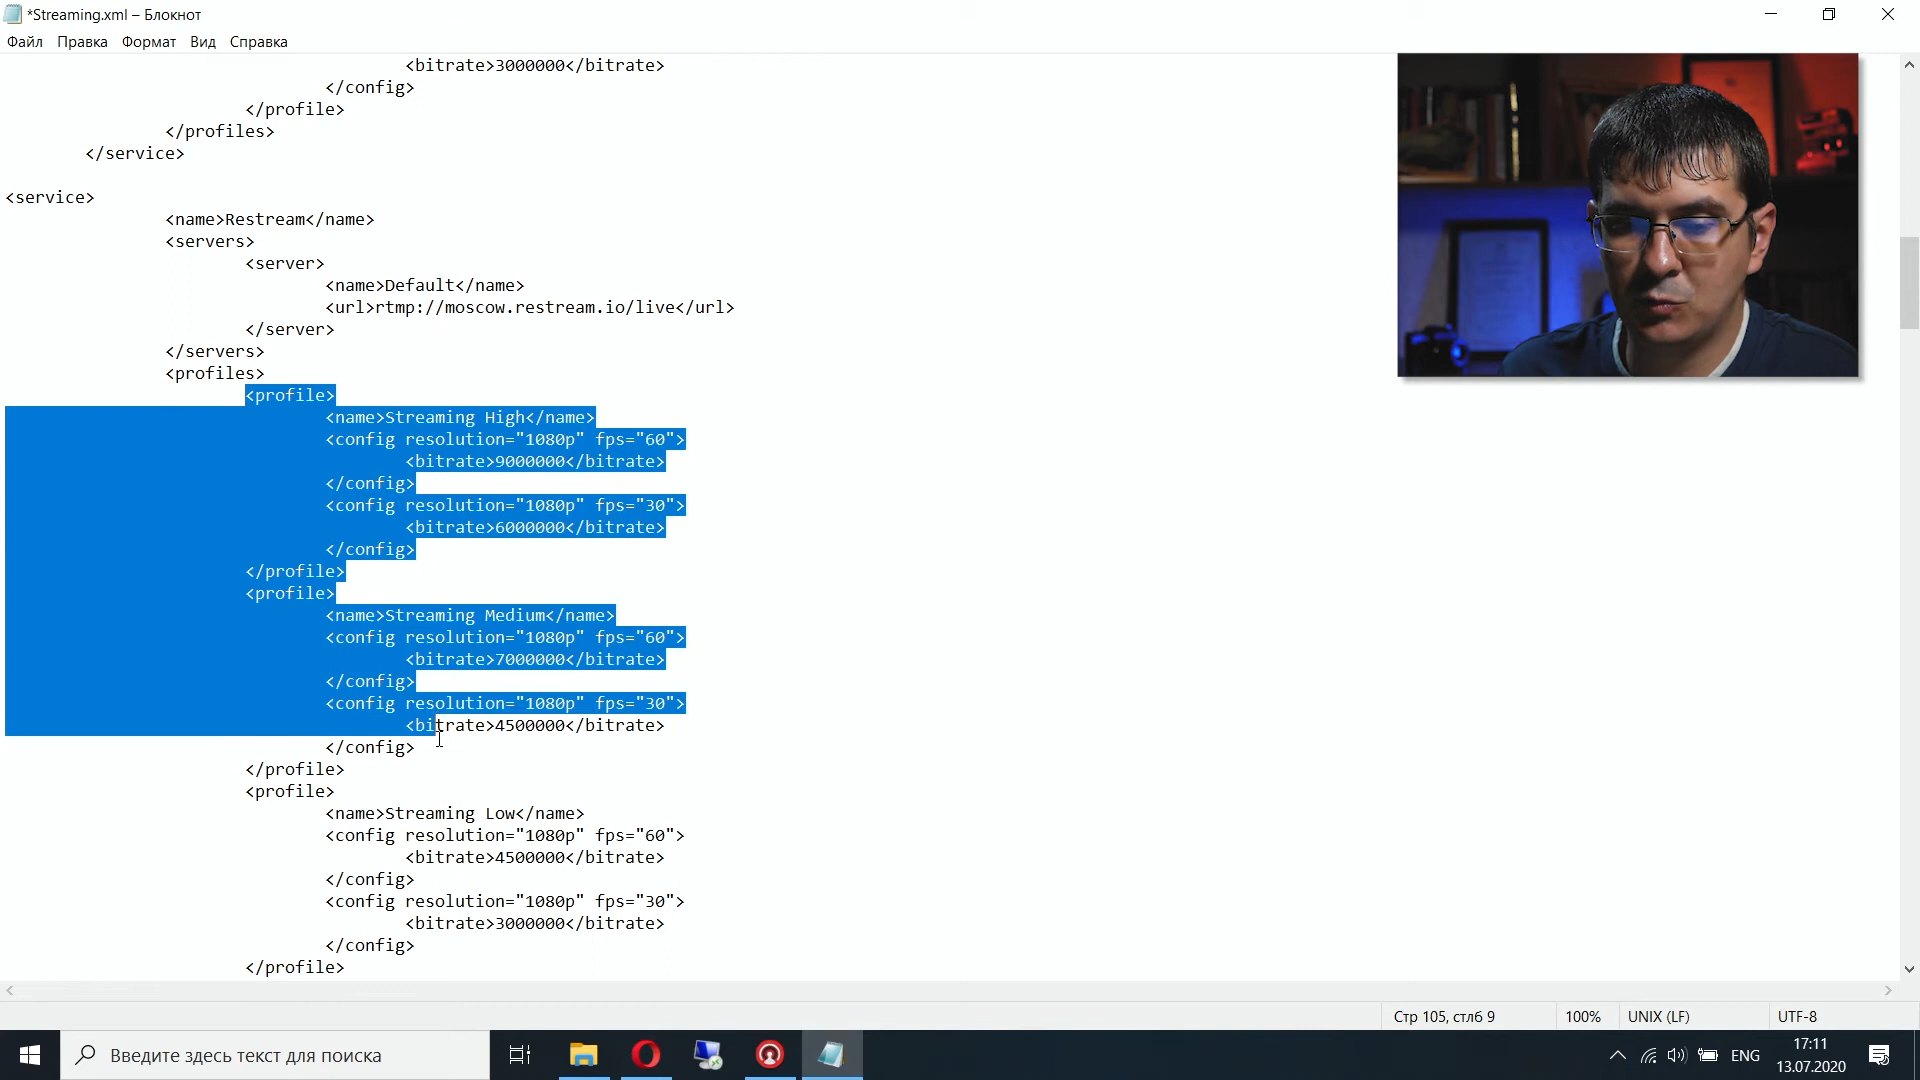 *Streaming.xml – Блокнот
Файл Правка Формат Вид Справка
<bitrate>3000000</bitrate>
</config>
</profile>
</profiles>
</service>
<service>
<name>Restream</name>
<servers>
<server>
<name>Default</name>
<url>rtmp://moscow.restream.io/live</url>
</server>
</servers>
<profiles>
<profile>
<name>Streaming High</name>
<config resolution="1080p" fps="60">
<bitrate>9000000</bitrate>
</config>
<config resolution="1080p" fps="30">
<bitrate>6000000</bitrate>
</config>
</profile>
<profile>
<name>Streaming Medium</name>
<config resolution="1080p" fps="60">
<bitrate>7000000</bitrate>
</config>
<config resolution="1080p" fps="30">
<bitrate>4500000</bitrate>
</config>
</profile>
<profile>
<name>Streaming Low</name>
<config resolution="1080p" fps="60">
<bitrate>4500000</bitrate>
</config>
<config resolution="1080p" fps="30">
<bitrate>3000000</bitrate>
</config>
</profile>
Стр 105, стлб 9 100% UNIX (LF) UTF-8
Введите здесь текст для поиска
ENG
17:11
13.07.2020